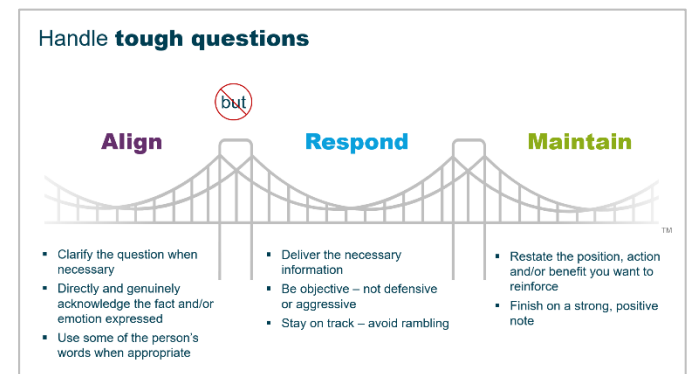 Handle tough questions
but
Align
Respond
Maintain
™
▪ Clarify the question when
necessary
▪ Directly and genuinely
acknowledge the fact and/or
emotion expressed
▪ Use some of the person's
words when appropriate
▪ Deliver the necessary
information
▪ Be objective – not defensive
or aggressive
▪ Stay on track – avoid rambling
▪ Restate the position, action
and/or benefit you want to
reinforce
▪ Finish on a strong, positive
note